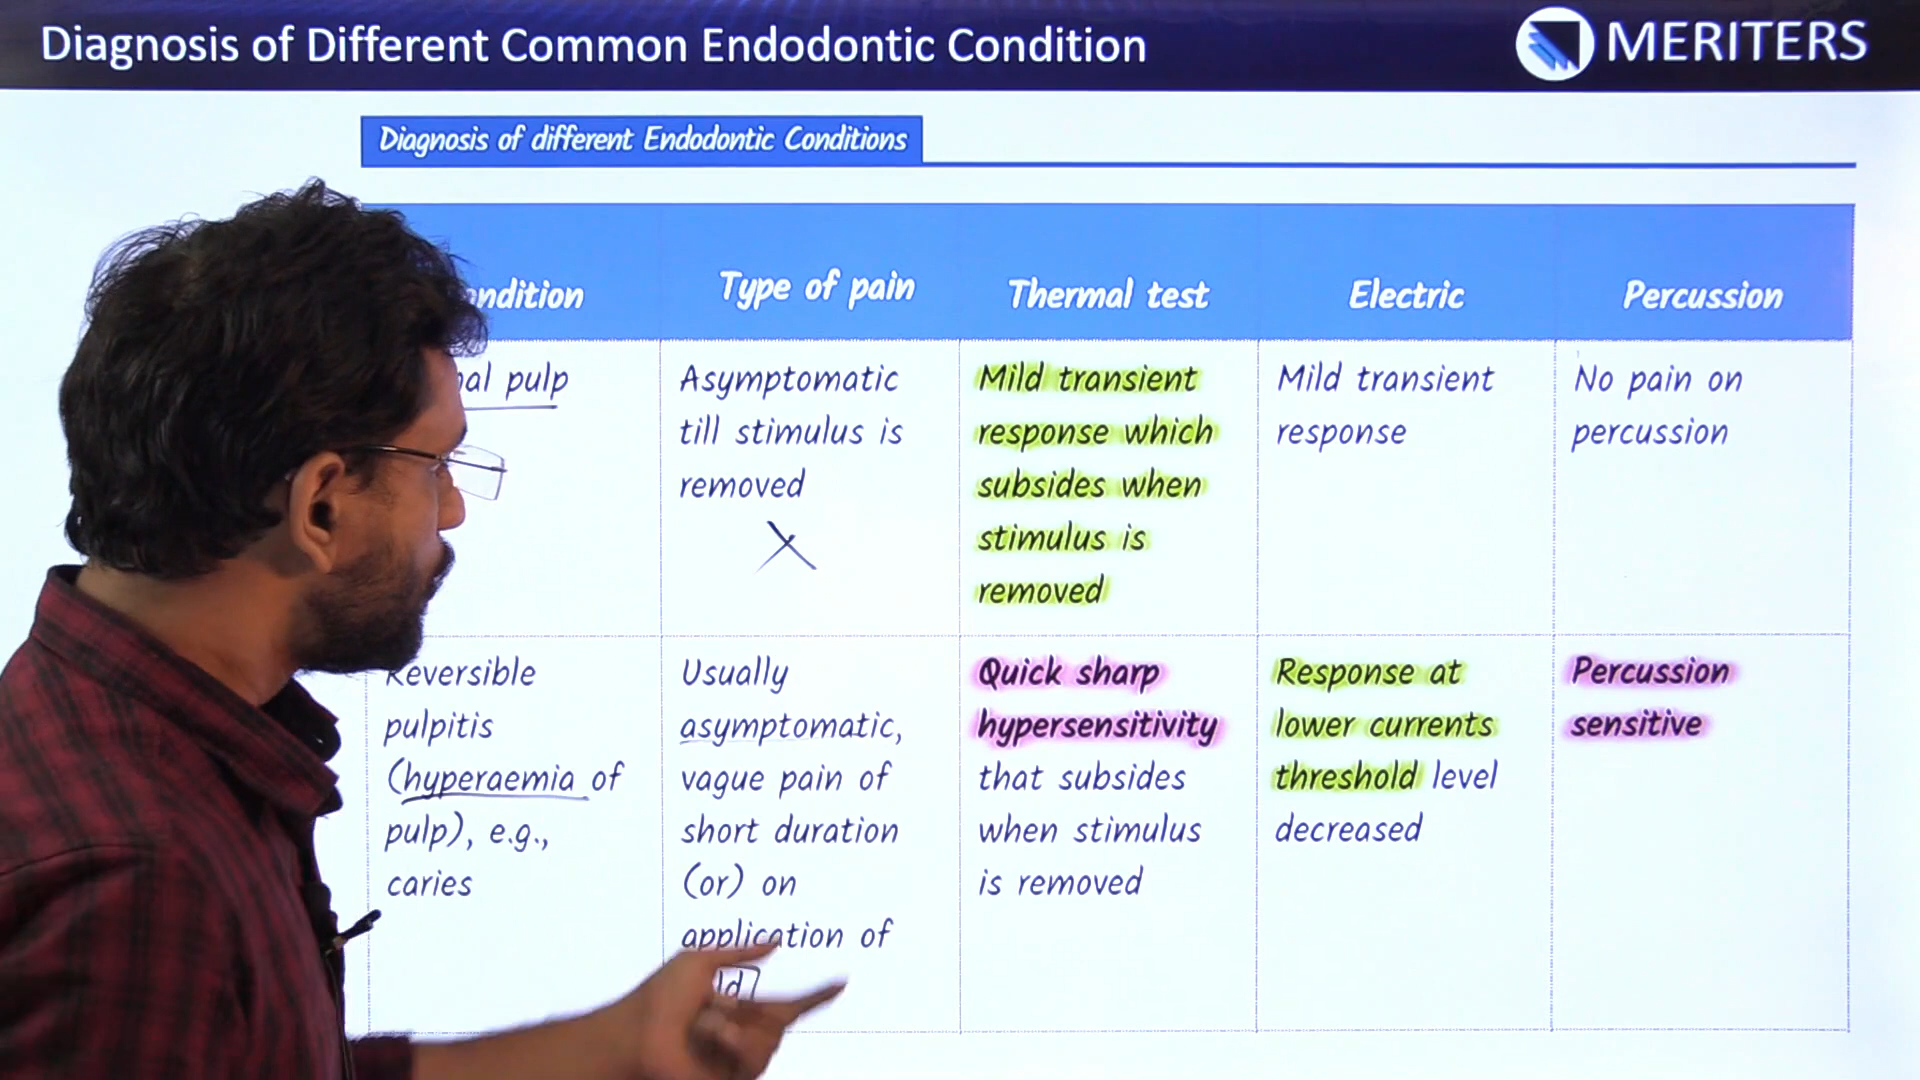 Diagnosis of Different Common Endodontic Condition
MERITERS
Diagnosis of different Endodontic Conditions
Type of pain
Thermal test
Electric
Percussion
pulp
Asymptomatic
till stimulus is
removed
Mild transient
response which
subsides when
stimulus is
removed
Mild transient
response
No pain on
percussion
Reversible
pulpitis
(hyperaemia of
pulp), e.g.,
caries
Usually
asymptomatic,
vague pain of
short duration
(or) on
application of
Quick sharp
hypersensitivity
that subsides
when stimulus
is removed
Response at
lower currents
threshold level
decreased
Percussion
sensitive